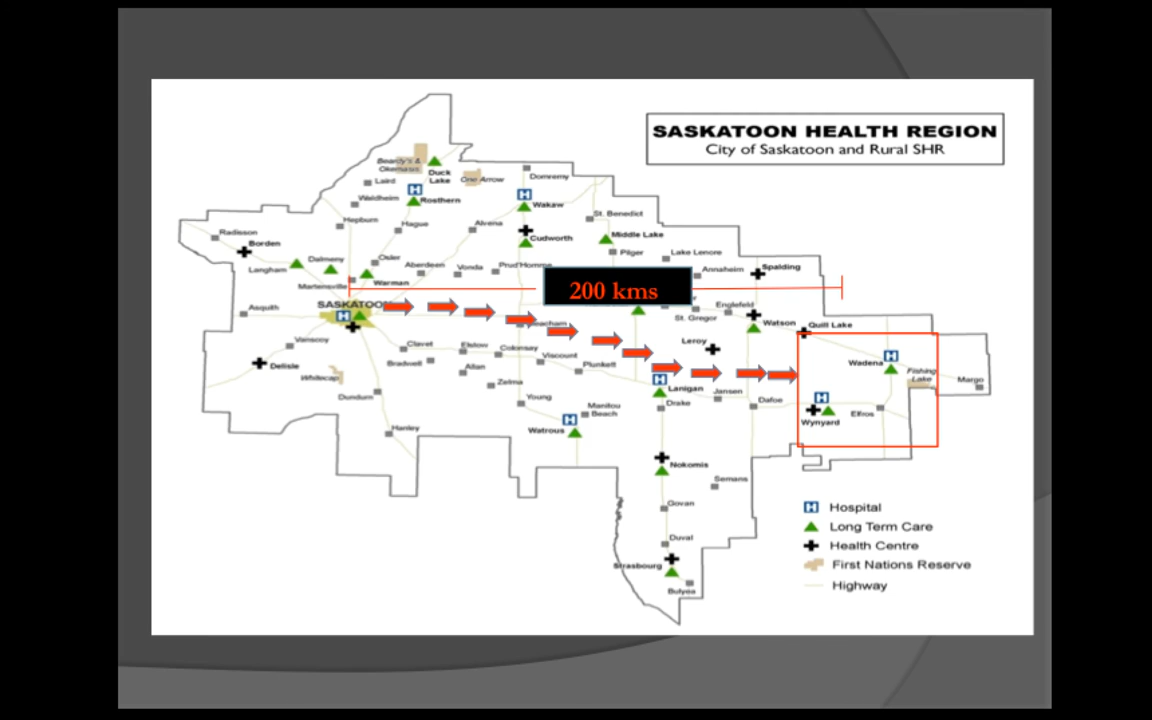 SASKATOON HEALTH REGION
City of Saskatoon and Rural SHR
Beardy's &
Okemasis
Duck
Lake
One Arrow
Domremy
Laird
Waldheim
Rosthern
Wakaw
St. Benedict
Hepburn
Hague
Alvena
Radisson
Borden
Cudworth
Middle Lake
Pilger
Lake Lenore
Langham
Dalmeny
Osler
Aberdeen
Vonda
Prud'Homme
Annaheim
Spalding
Martensville
Warman
200 kms
Asquith
SASKATOON
Meacham
St. Gregor
Englefeld
Watson
Quill Lake
Vanscoy
Clavet
Elstow
Colonsay
Viscount
Leroy
Bradwell
Allan
Plunkett
Wadena
Fishing
Lake
Margo
Delisle
Whitecap
Zelma
Lanigan
Jansen
Dundurn
Young
Manitou
Beach
Drake
Dafoe
Elfros
Wynyard
Hanley
Watrous
Nokomis
Semans
Govan
Duval
Strasbourg
Bulyea
H Hospital
Long Term Care
Health Centre
First Nations Reserve
Highway